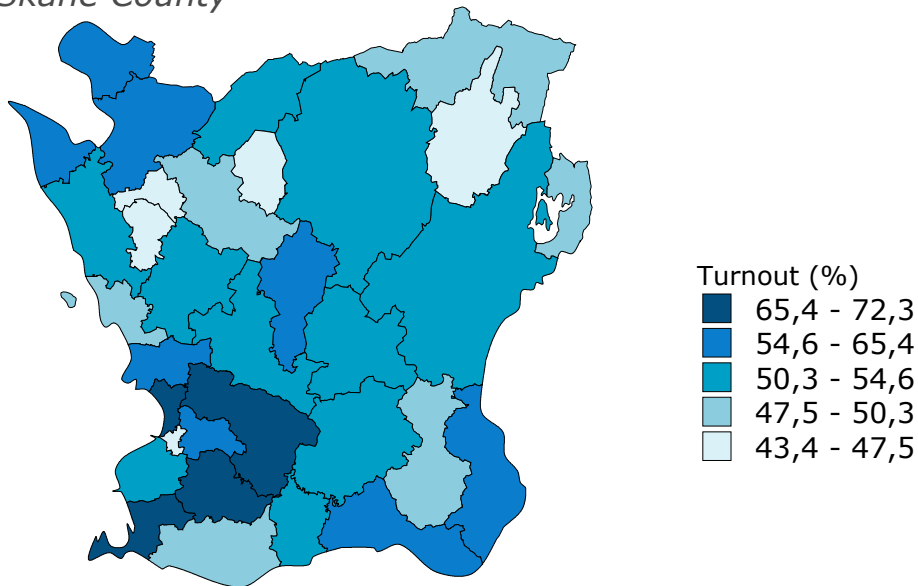 Skåne County
Turnout (%)
65,4 - 72,3
54,6 - 65,4
50,3 - 54,6
47,5 - 50,3
43,4 - 47,5